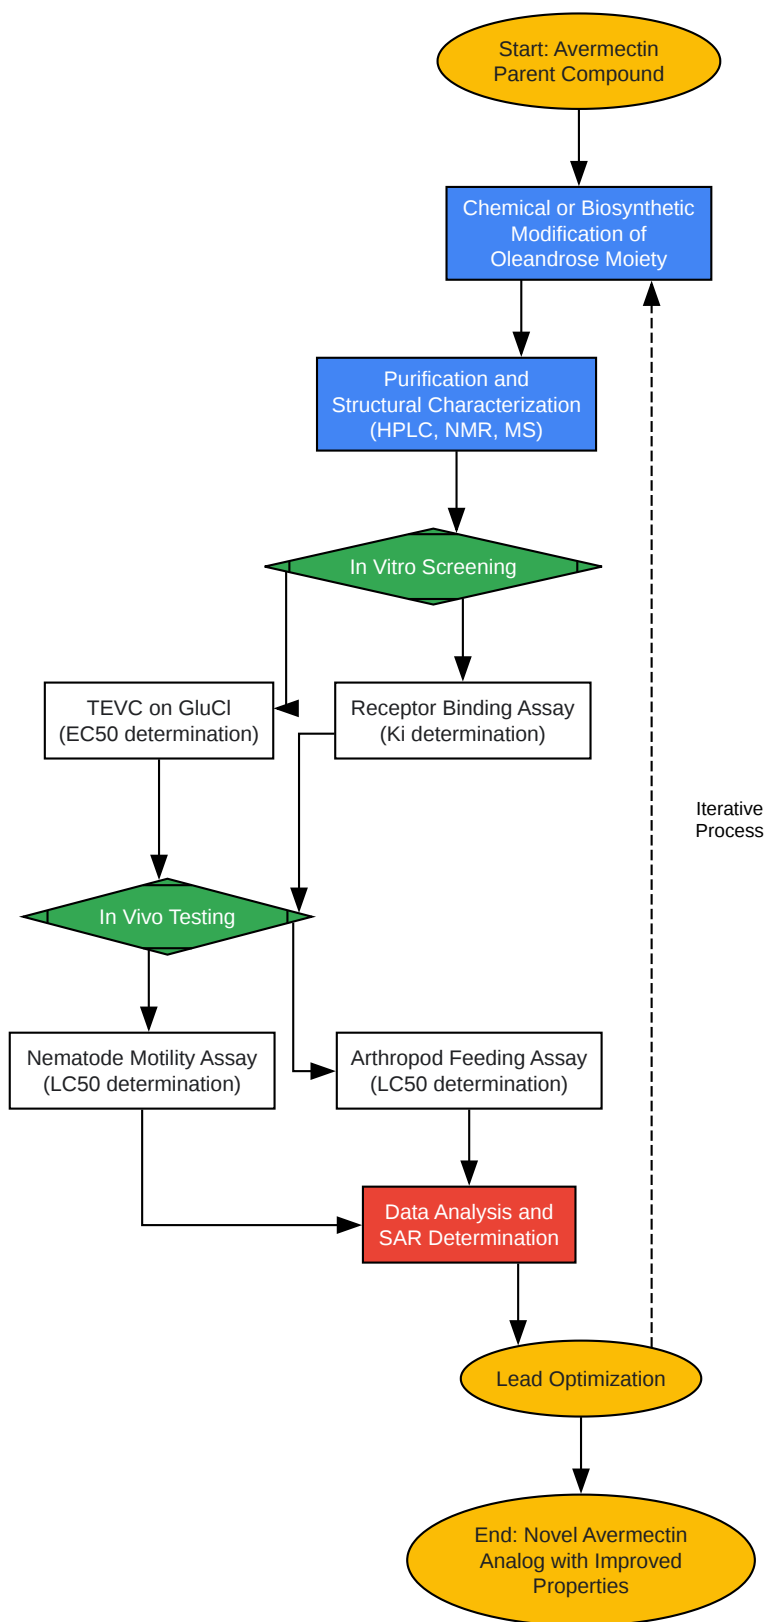 Start: Avermectin
Parent Compound
Chemical or Biosynthetic
Modification of
Oleandrose Moiety
Purification and
Structural Characterization
(HPLC, NMR, MS)
In Vitro Screening
TEVC on GluCl
(EC50 determination)
Receptor Binding Assay
(Ki determination)
Iterative
Process
In Vivo Testing
Nematode Motility Assay
(LC50 determination)
Arthropod Feeding Assay
(LC50 determination)
Data Analysis and
SAR Determination
Lead Optimization
End: Novel Avermectin
Analog with Improved
Properties